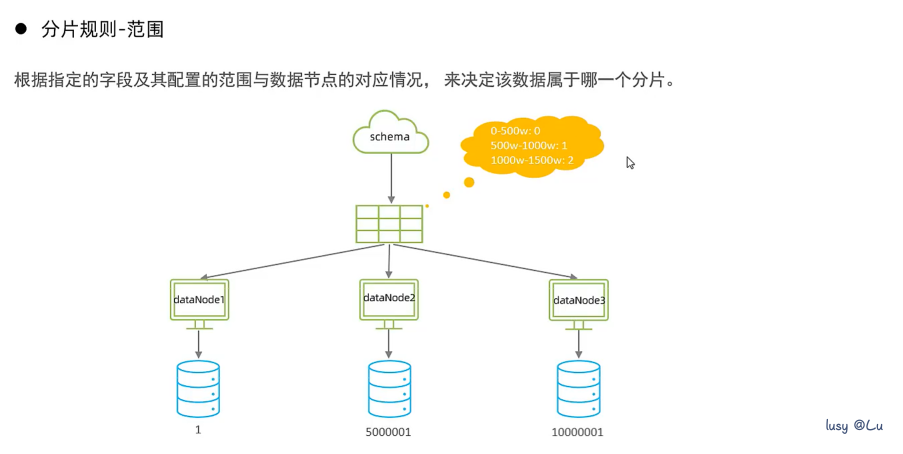 ● 分片规则-范围
根据指定的字段及其配置的范围与数据节点的对应情况， 来决定该数据属于哪一个分片。
schema
0-500w: 0
500w-1000w: 1
1000w-1500w: 2
dataNode1
dataNode2
dataNode3
1
5000001
10000001
lusy @Lu